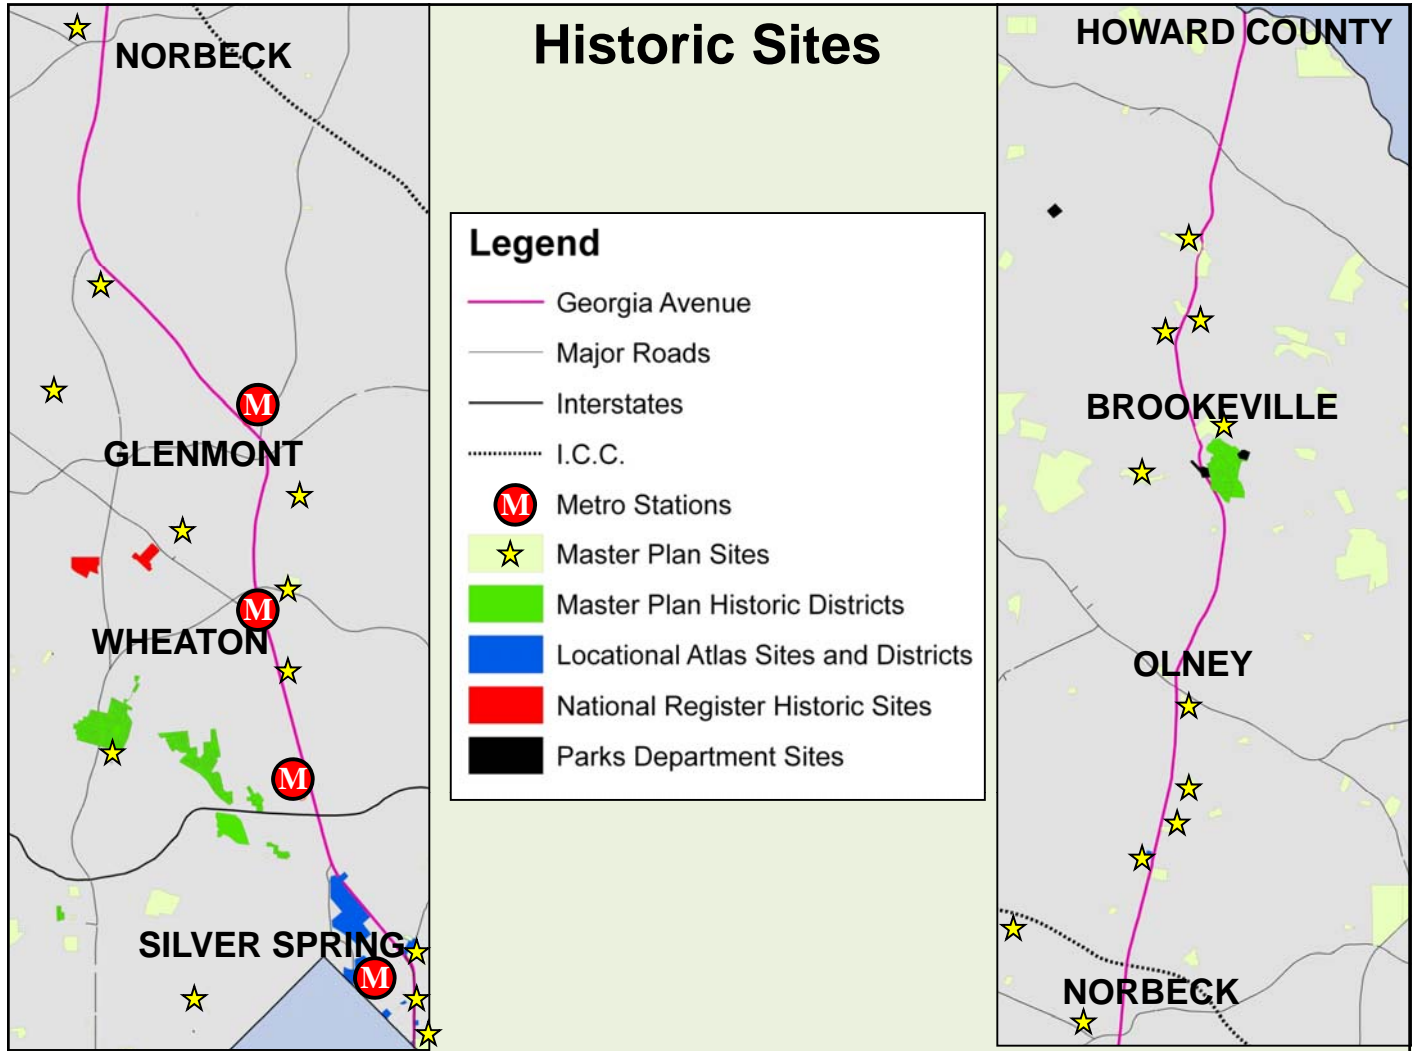 Historic Sites
NORBECK
M
GLENMONT
M
WHEATON
M
SILVER SPRING
M
Legend
Georgia Avenue
Major Roads
Interstates
I.C.C.
M Metro Stations
Master Plan Sites
Master Plan Historic Districts
Locational Atlas Sites and Districts
National Register Historic Sites
Parks Department Sites
HOWARD COUNTY
BROOKEVILLE
OLNEY
NORBECK